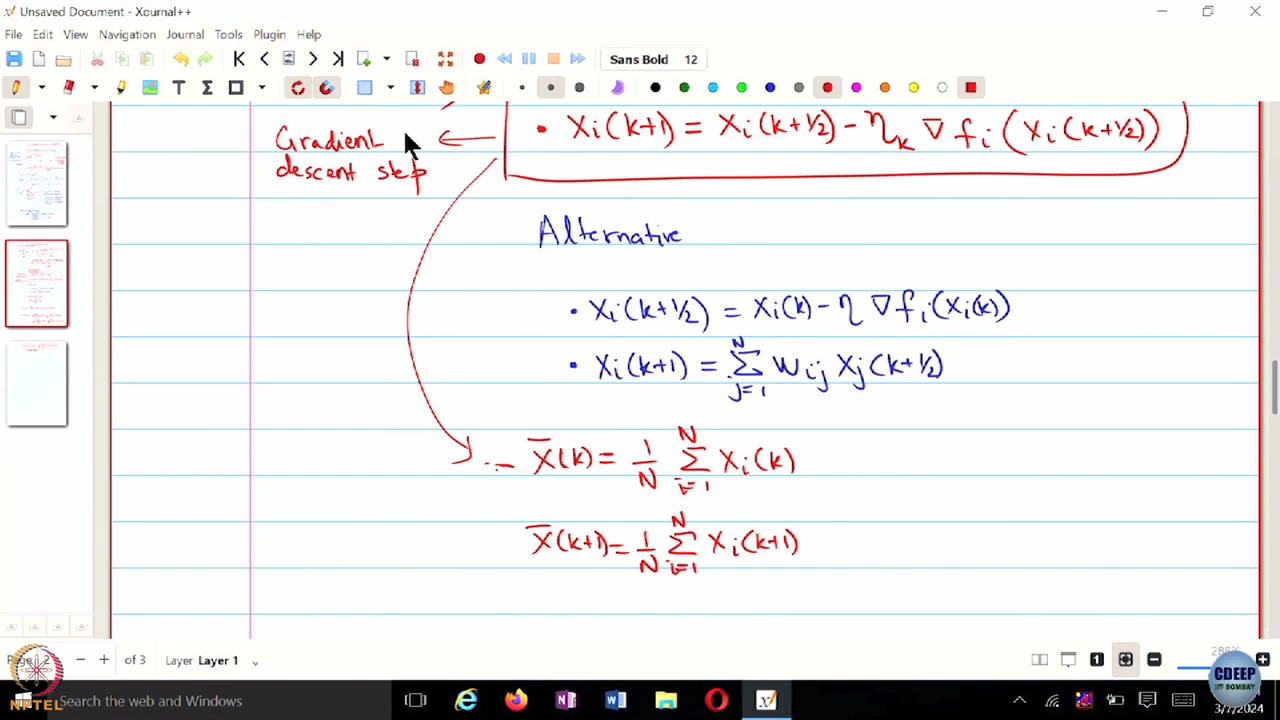 Unsaved Document - Xournal++
File Edit View Navigation Journal Tools Plugin Help
Sans Bold 12
• Xi(k+1) = Xi(k+1/2) - ηk ∇ fi (Xi(k+1/2))
Gradient
descent step
Alternative
• Xi(k+1/2) = Xi(k) - η ∇ fi(Xi(k))
• Xi(k+1) = Σ_{j=1}^{N} Wij Xj(k+1/2)
X̄(k) = 1/N Σ_{i=1}^{N} Xi(k)
X̄(k+1) = 1/N Σ_{i=1}^{N} Xi(k+1)
of 3 Layer Layer 1
288%
NPTEL
CDEEP
IIT BOMBAY
Search the web and Windows
3/7/2024